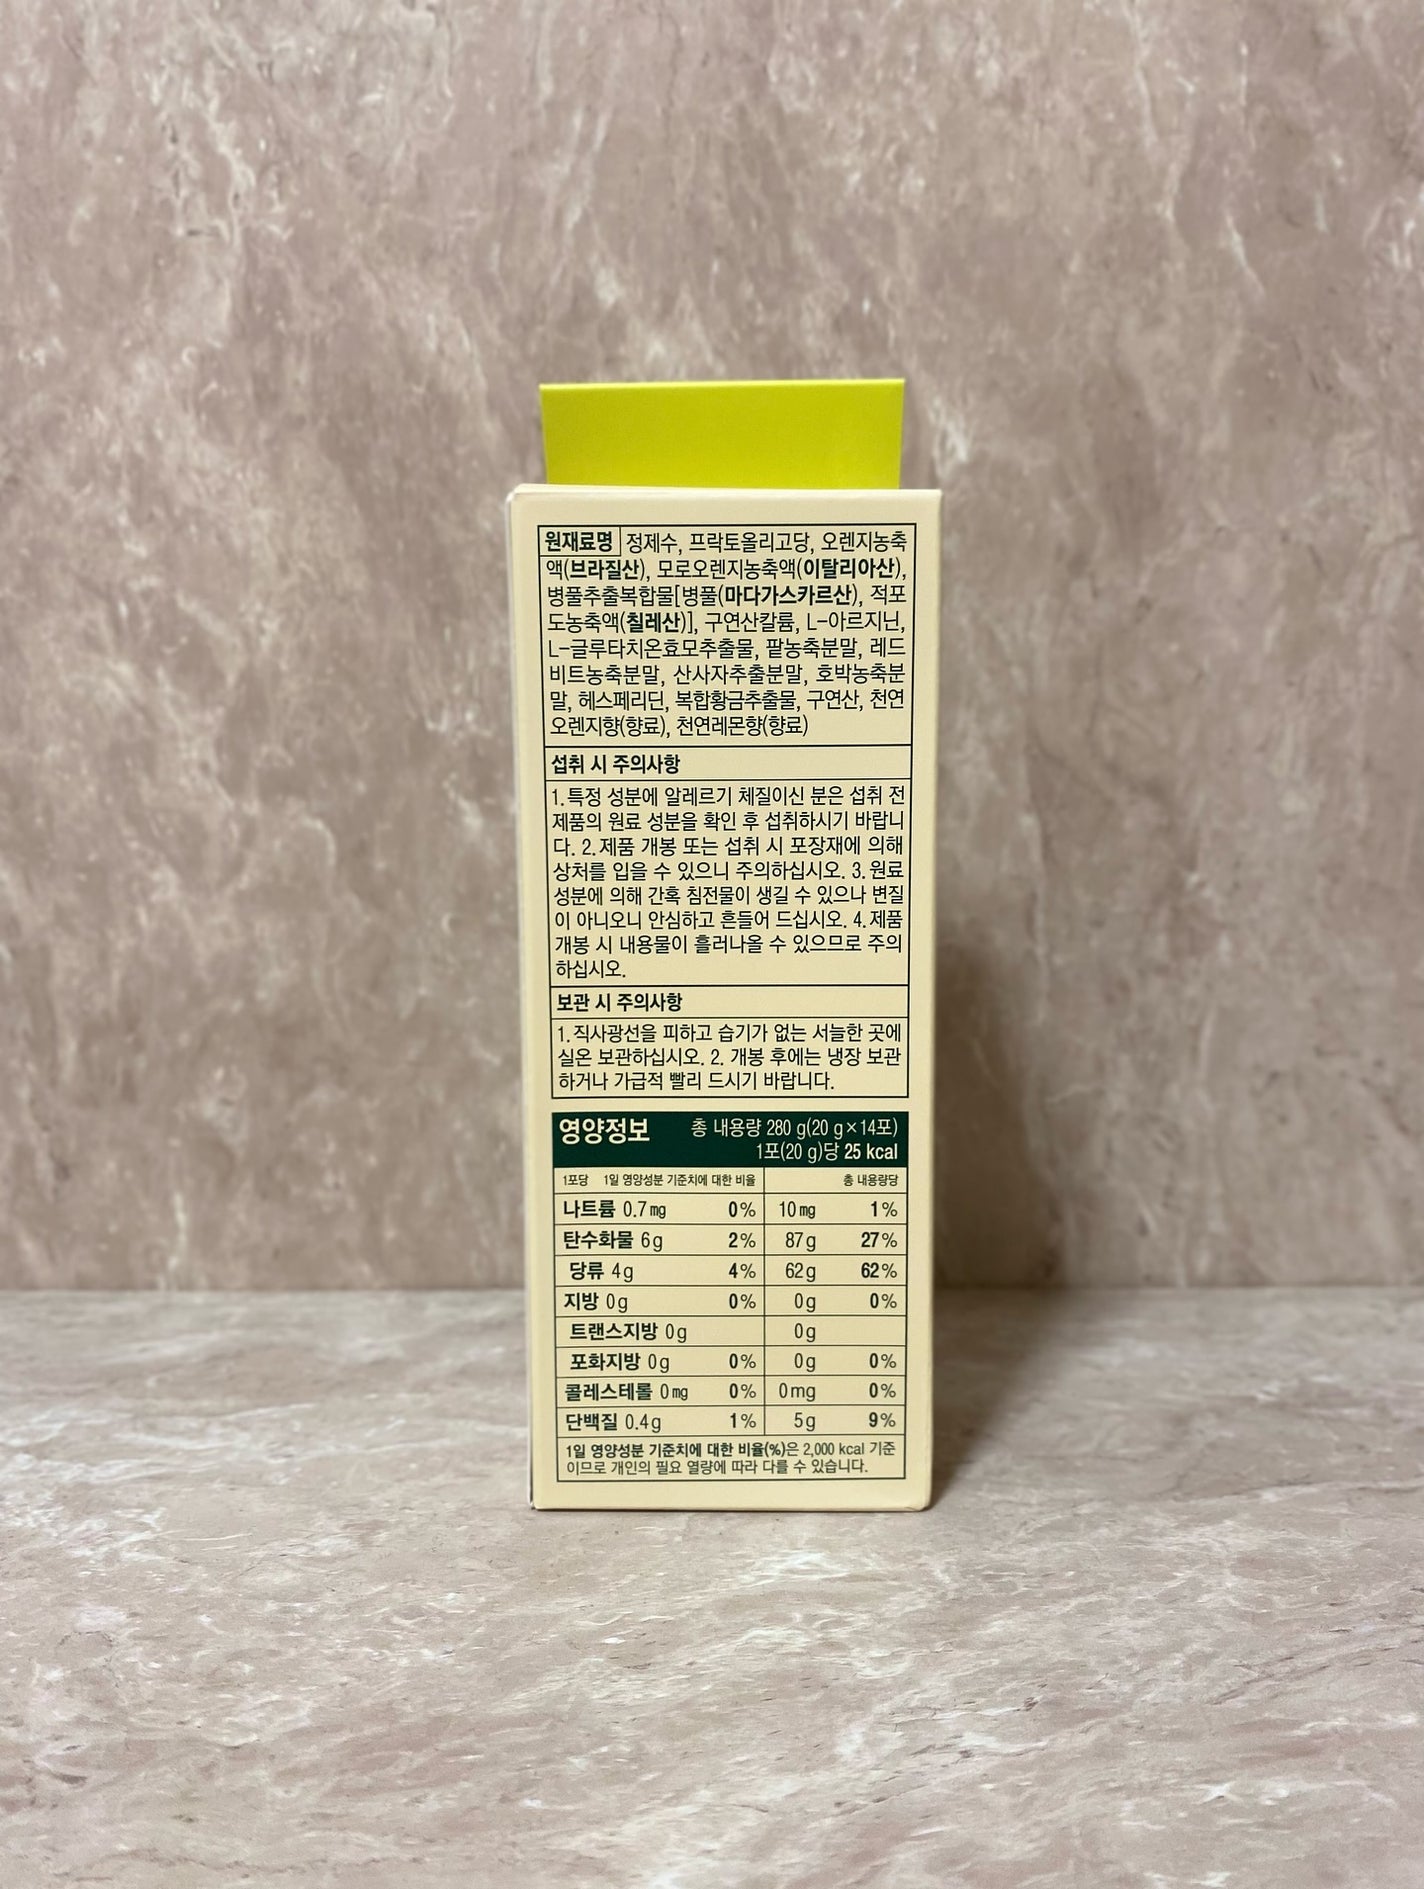 원재료명 정제수, 프락토올리고당, 오렌지농축
액(브라질산), 모로오렌지농축액(이탈리아산),
병풀추출복합물[병풀(마다가스카르산), 적포
도농축액(칠레산)], 구연산칼륨, L-아르지닌,
L-글루타치온효모추출물, 팥농축분말, 레드
비트농축분말, 산사자추출분말, 호박농축분
말, 헤스페리딘, 복합황금추출물, 구연산, 천연
오렌지향(향료), 천연레몬향(향료)
섭취 시 주의사항
1. 특정 성분에 알레르기 체질이신 분은 섭취 전
제품의 원료 성분을 확인 후 섭취하시기 바랍니
다. 2. 제품 개봉 또는 섭취 시 포장재에 의해
상처를 입을 수 있으니 주의하십시오. 3. 원료
성분에 의해 간혹 침전물이 생길 수 있으나 변질
이 아니오니 안심하고 흔들어 드십시오. 4. 제품
개봉 시 내용물이 흘러나올 수 있으므로 주의
하십시오.
보관 시 주의사항
1. 직사광선을 피하고 습기가 없는 서늘한 곳에
실온 보관하십시오. 2. 개봉 후에는 냉장 보관
하거나 가급적 빨리 드시기 바랍니다.
영양정보 총 내용량 280 g(20 g×14포)
1포(20 g)당 25 kcal
1포당 1일 영양성분 기준치에 대한 비율 총 내용량당
나트륨 0.7 mg 0% 10 mg 1%
탄수화물 6 g 2% 87 g 27%
당류 4 g 4% 62 g 62%
지방 0 g 0% 0 g 0%
트랜스지방 0 g 0 g
포화지방 0 g 0% 0 g 0%
콜레스테롤 0 mg 0% 0 mg 0%
단백질 0.4 g 1% 5 g 9%
1일 영양성분 기준치에 대한 비율(%)은 2,000 kcal 기준
이므로 개인의 필요 열량에 따라 다를 수 있습니다.